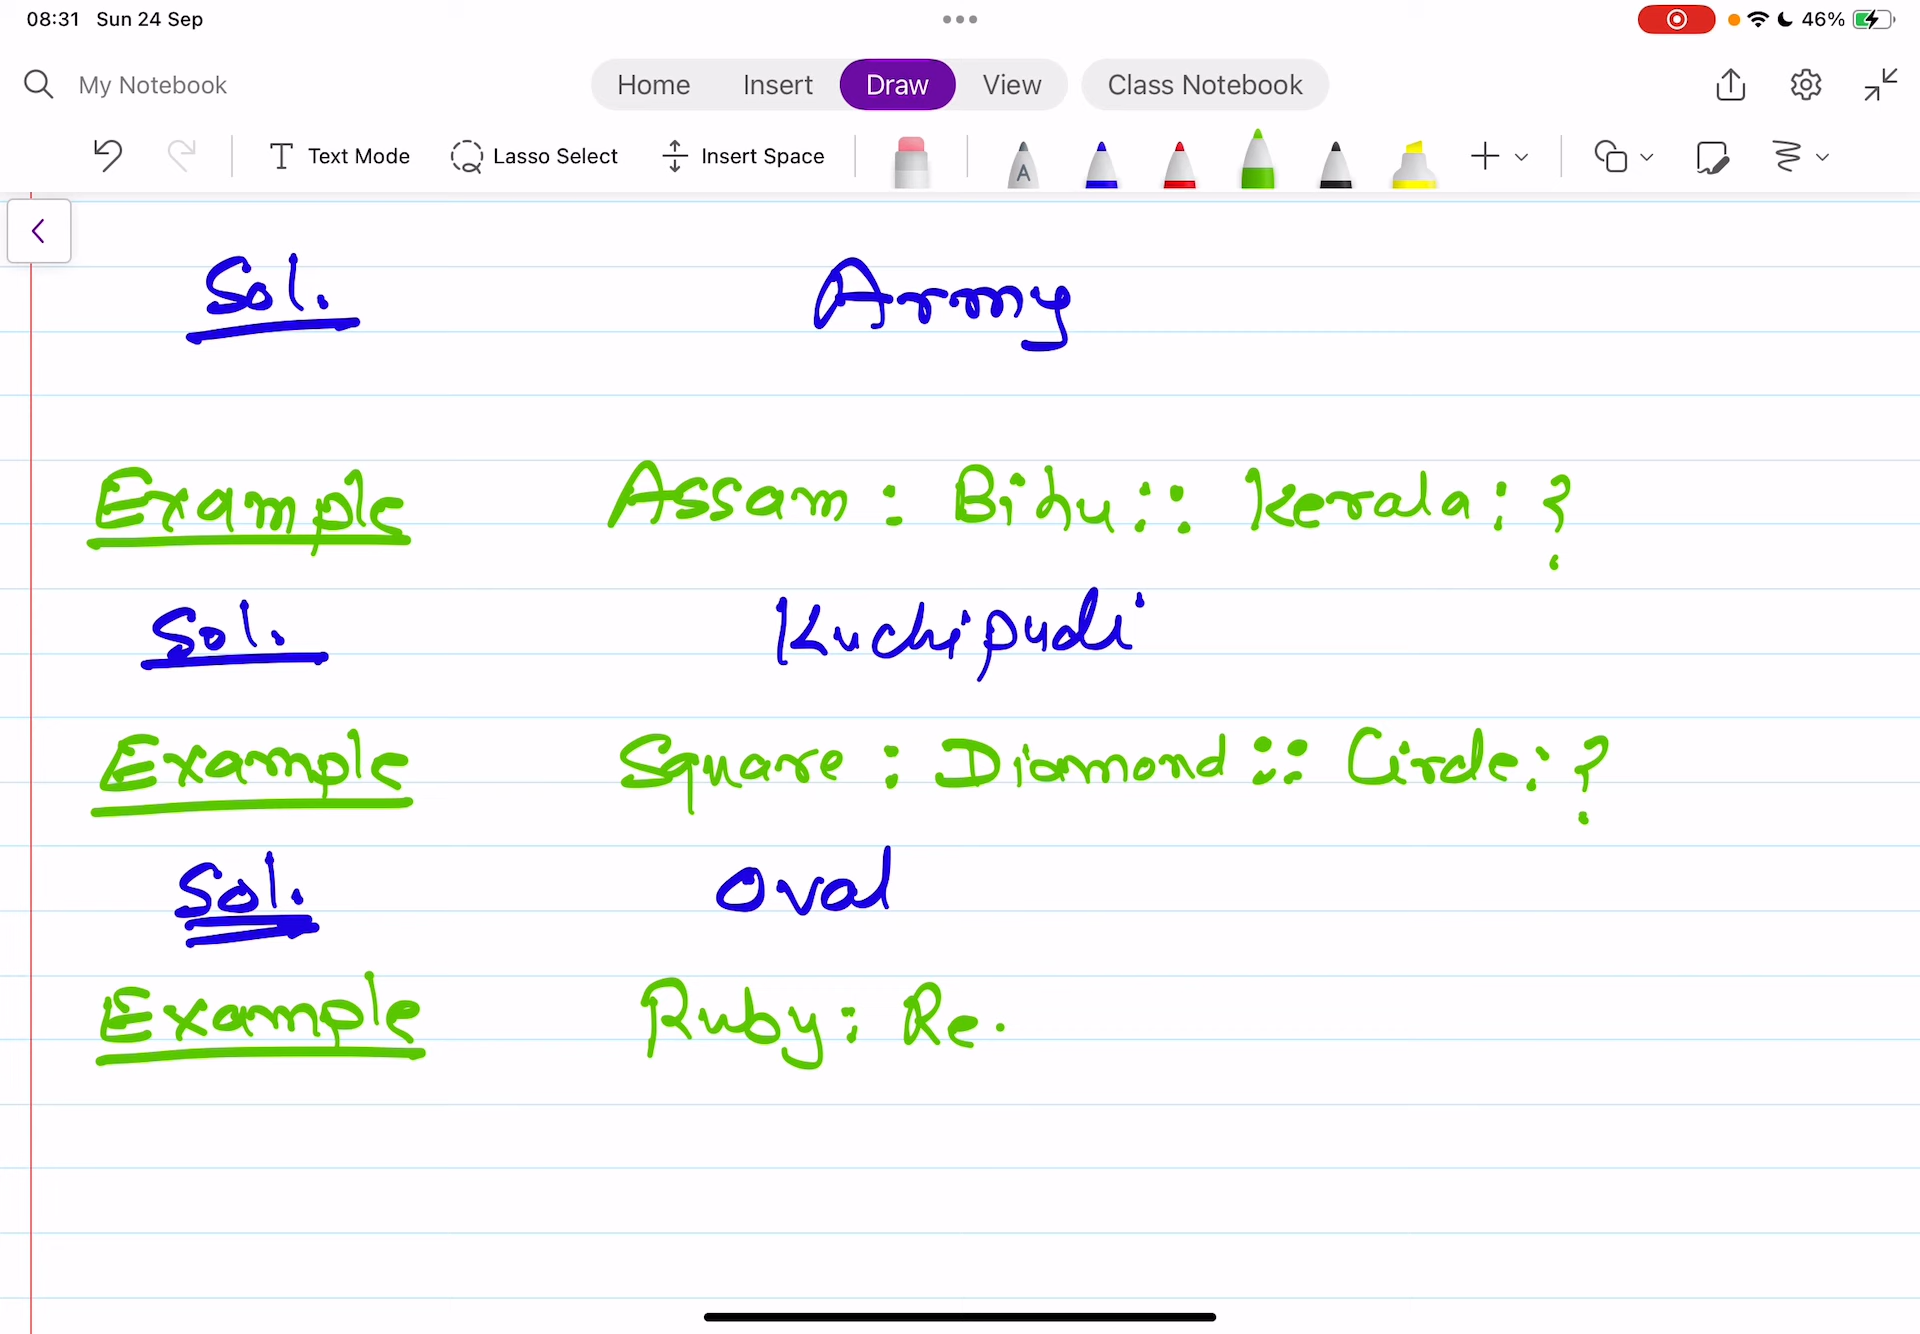 08:31 Sun 24 Sep 46%
My Notebook Home Insert Draw View Class Notebook
Text Mode Lasso Select Insert Space A
Sol. Army
Example Assam : Bihu :: Kerala : ?
Sol. Kuchipudi
Example Square : Diamond :: Circle : ?
Sol. Oval
Example Ruby : Re.